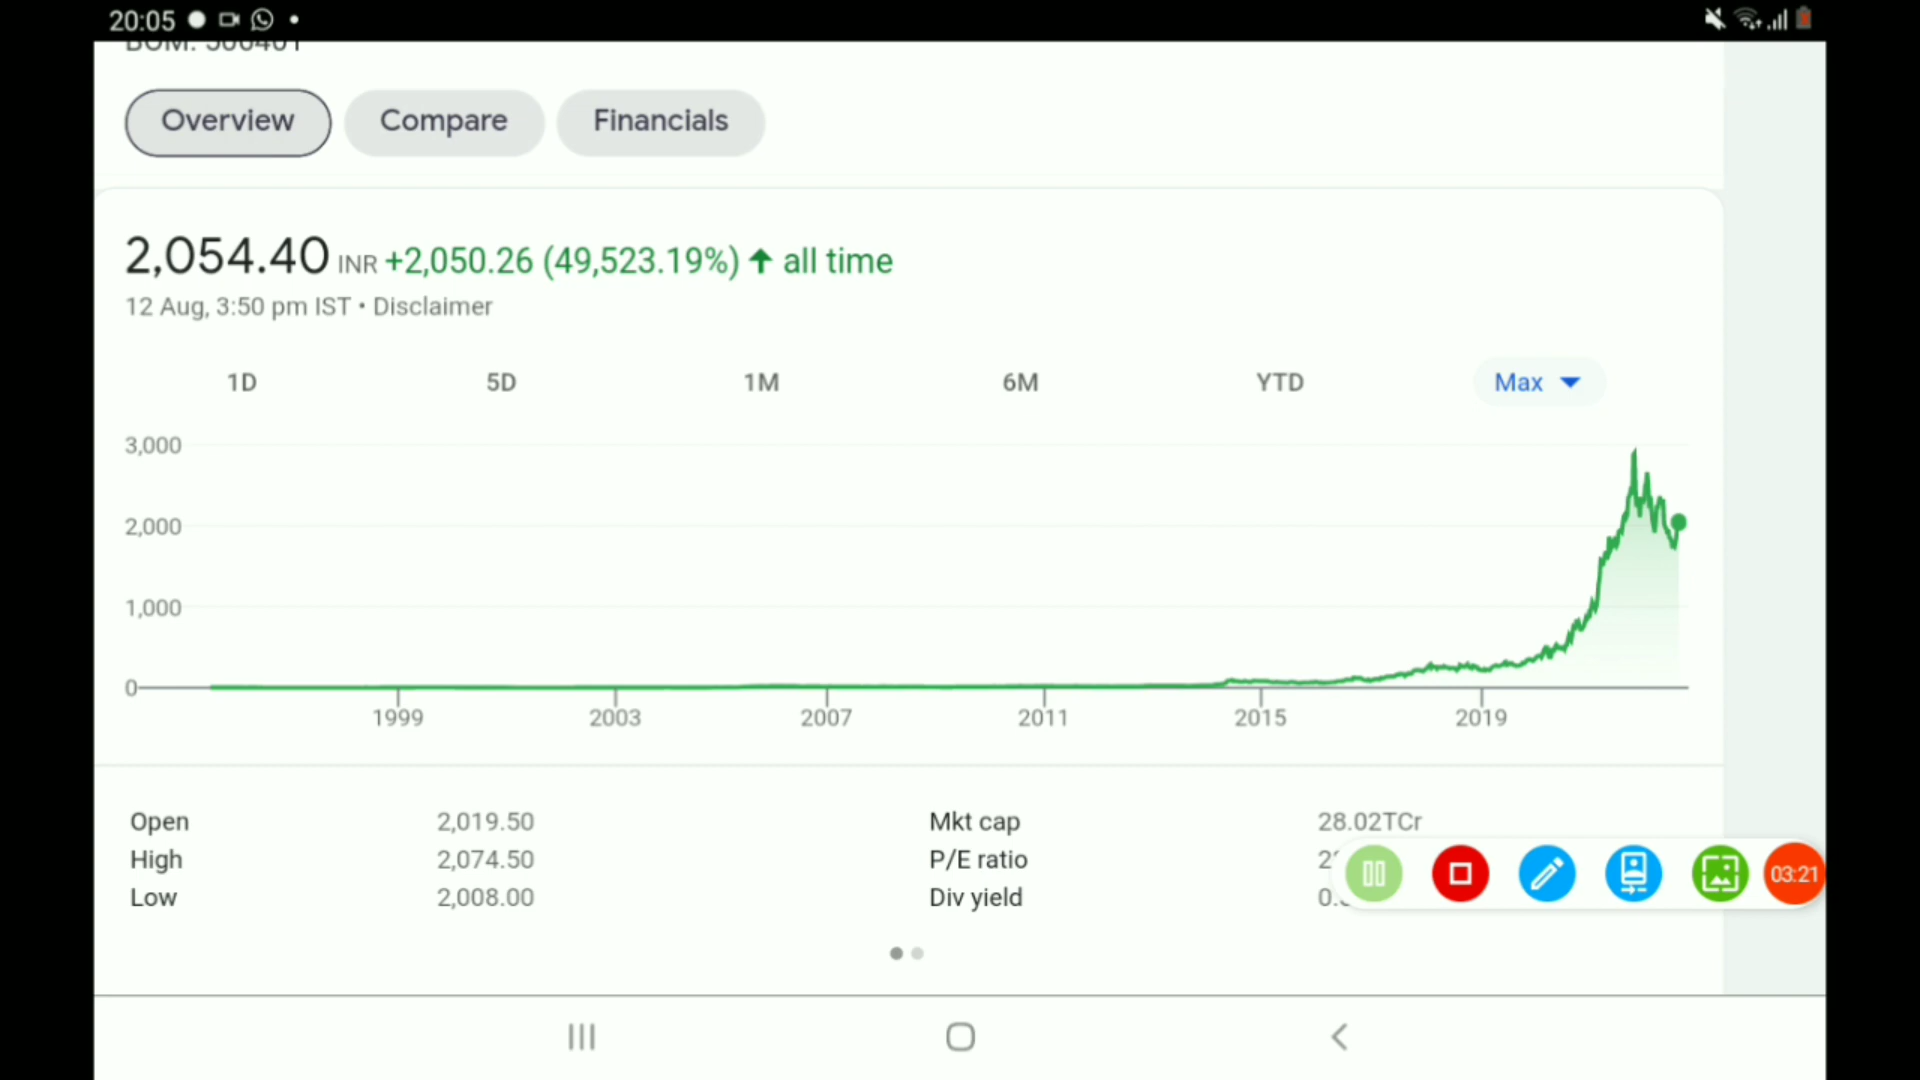 20:05
Overview Compare Financials
2,054.40 INR +2,050.26 (49,523.19%) ↑ all time
12 Aug, 3:50 pm IST • Disclaimer
1D 5D 1M 6M YTD Max
3,000
2,000
1,000
0
1999 2003 2007 2011 2015 2019
Open 2,019.50 Mkt cap 28.02TCr
High 2,074.50 P/E ratio
Low 2,008.00 Div yield
03:21